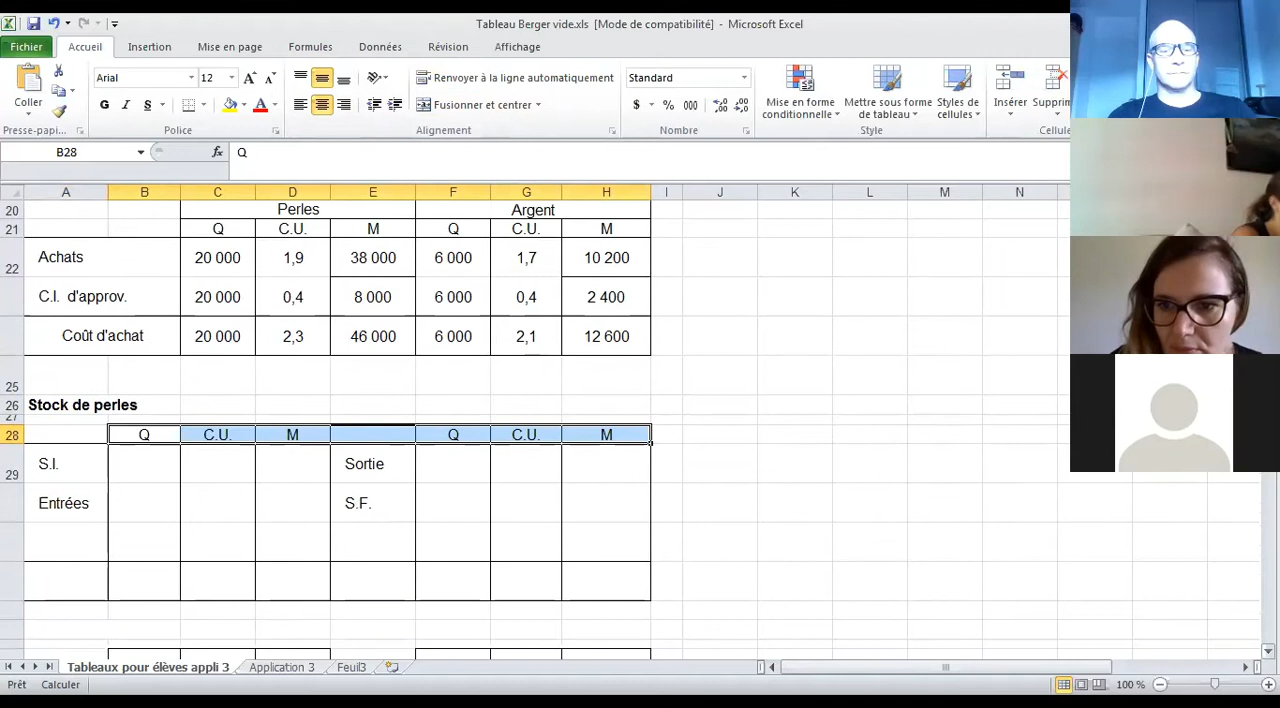 Tableau Berger vide.xls [Mode de compatibilité] - Microsoft Excel
Fichier Accueil Insertion Mise en page Formules Données Révision Affichage
Coller
Arial 12
Renvoyer à la ligne automatiquement
Standard
G I S
Fusionner et centrer
$ % 000
Mise en forme conditionnelle
Mettre sous forme de tableau
Styles de cellules
Insérer
Supprim
Presse-papi... Police Alignement Nombre Style Cellule
B28 fx Q
A B C D E F G H I J K L M N
20 Perles Argent
21 Q C.U. M Q C.U. M
22 Achats 20 000 1,9 38 000 6 000 1,7 10 200
C.I. d'approv. 20 000 0,4 8 000 6 000 0,4 2 400
Coût d'achat 20 000 2,3 46 000 6 000 2,1 12 600
25
26 Stock de perles
27
28 Q C.U. M Q C.U. M
29 S.I. Sortie
Entrées S.F.
Tableaux pour élèves appli 3 Application 3 Feuil3
Prêt Calculer 100 %